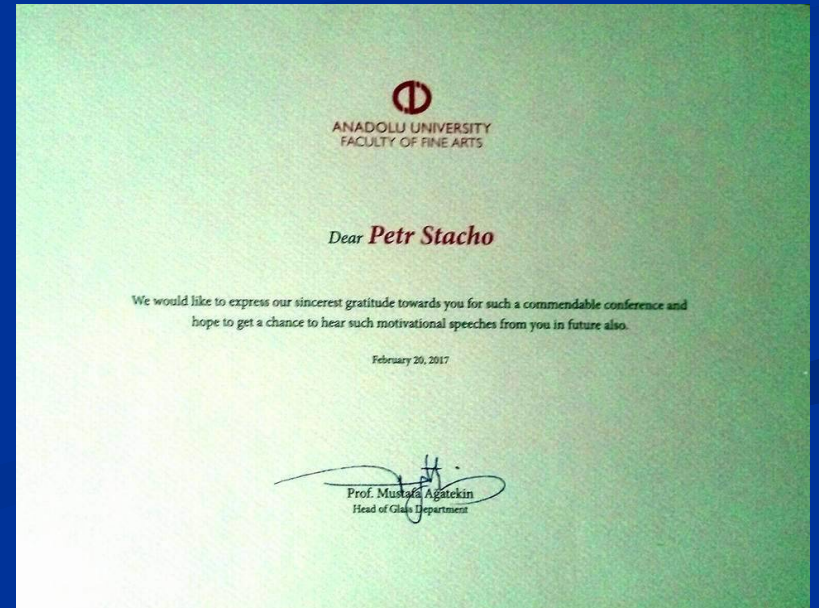 ANADOLU UNIVERSITY
FACULTY OF FINE ARTS
Dear Petr Stacho
We would like to express our sincerest gratitude towards you for such a commendable conference and
hope to get a chance to hear such motivational speeches from you in future also.
February 20, 2017
Prof. Mustafa Ağatekin
Head of Glass Department